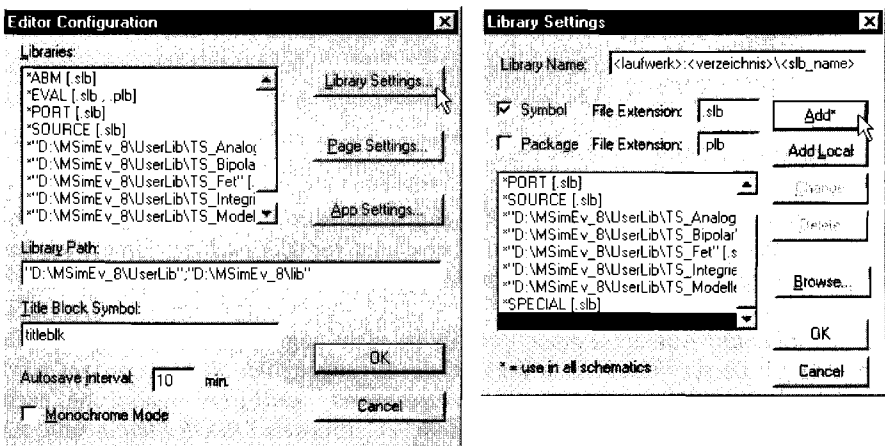 Editor Configuration
Libraries:
*ABM [.slb]
*EVAL [.slb , .plb]
*PORT [.slb]
*SOURCE [.slb]
*"D:\MSimEv_8\UserLib\TS_Analog
*"D:\MSimEv_8\UserLib\TS_Bipola
*"D:\MSimEv_8\UserLib\TS_Fet" [.
*"D:\MSimEv_8\UserLib\TS_Integri
*"D:\MSimEv_8\UserLib\TS_Model
Library Settings...
Page Settings...
App Settings...
Library Path:
"D:\MSimEv_8\UserLib";"D:\MSimEv_8\lib"
Title Block Symbol:
titleblk
Autosave interval: 10 min.
Monochrome Mode
OK
Cancel
Library Settings
Library Name: <laufwerk>:<verzeichnis>\<slb_name>
Symbol File Extension: .slb
Package File Extension: .plb
*PORT [.slb]
*SOURCE [.slb]
*"D:\MSimEv_8\UserLib\TS_Analog
*"D:\MSimEv_8\UserLib\TS_Bipolar"
*"D:\MSimEv_8\UserLib\TS_Fet" [.s
*"D:\MSimEv_8\UserLib\TS_Integrie
*"D:\MSimEv_8\UserLib\TS_Modelle
*SPECIAL [.slb]
* = use in all schematics
Add*
Add Local
Change
Delete
Browse...
OK
Cancel